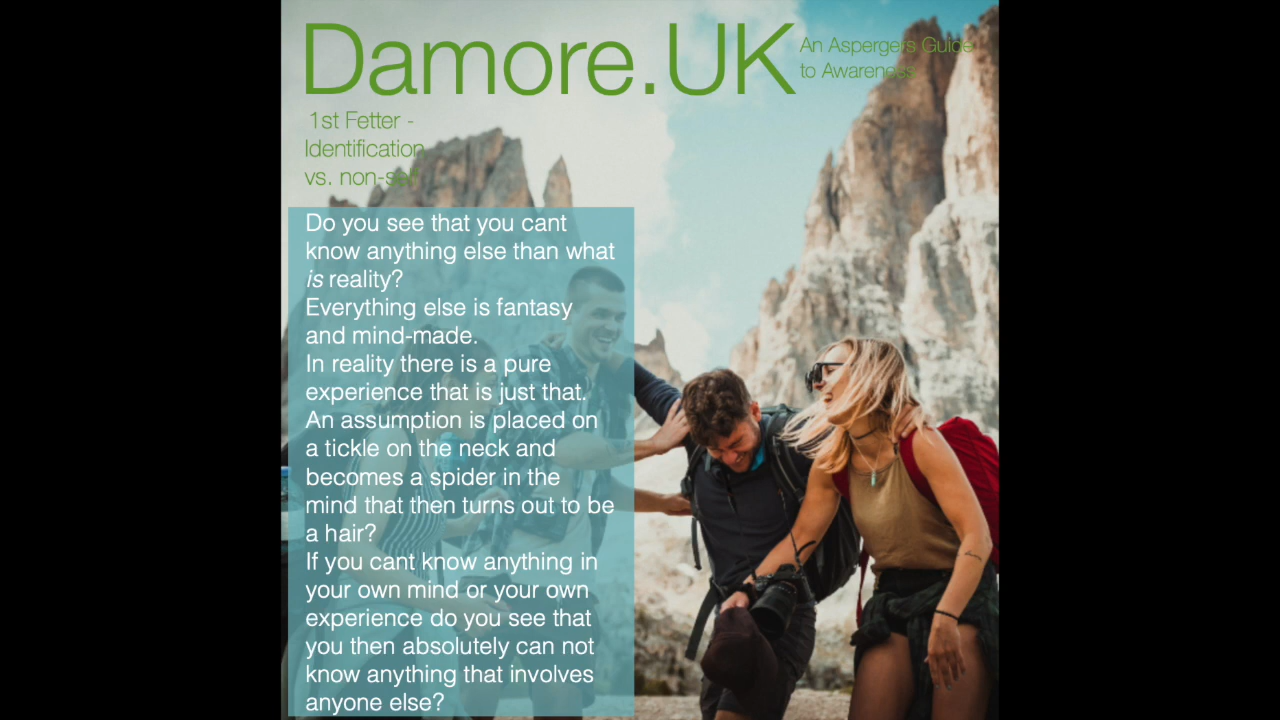 Damore.UK
An Aspergers Guide
to Awareness
1st Fetter -
Identification
vs. non-self
Do you see that you cant
know anything else than what
is reality?
Everything else is fantasy
and mind-made.
In reality there is a pure
experience that is just that.
An assumption is placed on
a tickle on the neck and
becomes a spider in the
mind that then turns out to be
a hair?
If you cant know anything in
your own mind or your own
experience do you see that
you then absolutely can not
know anything that involves
anyone else?